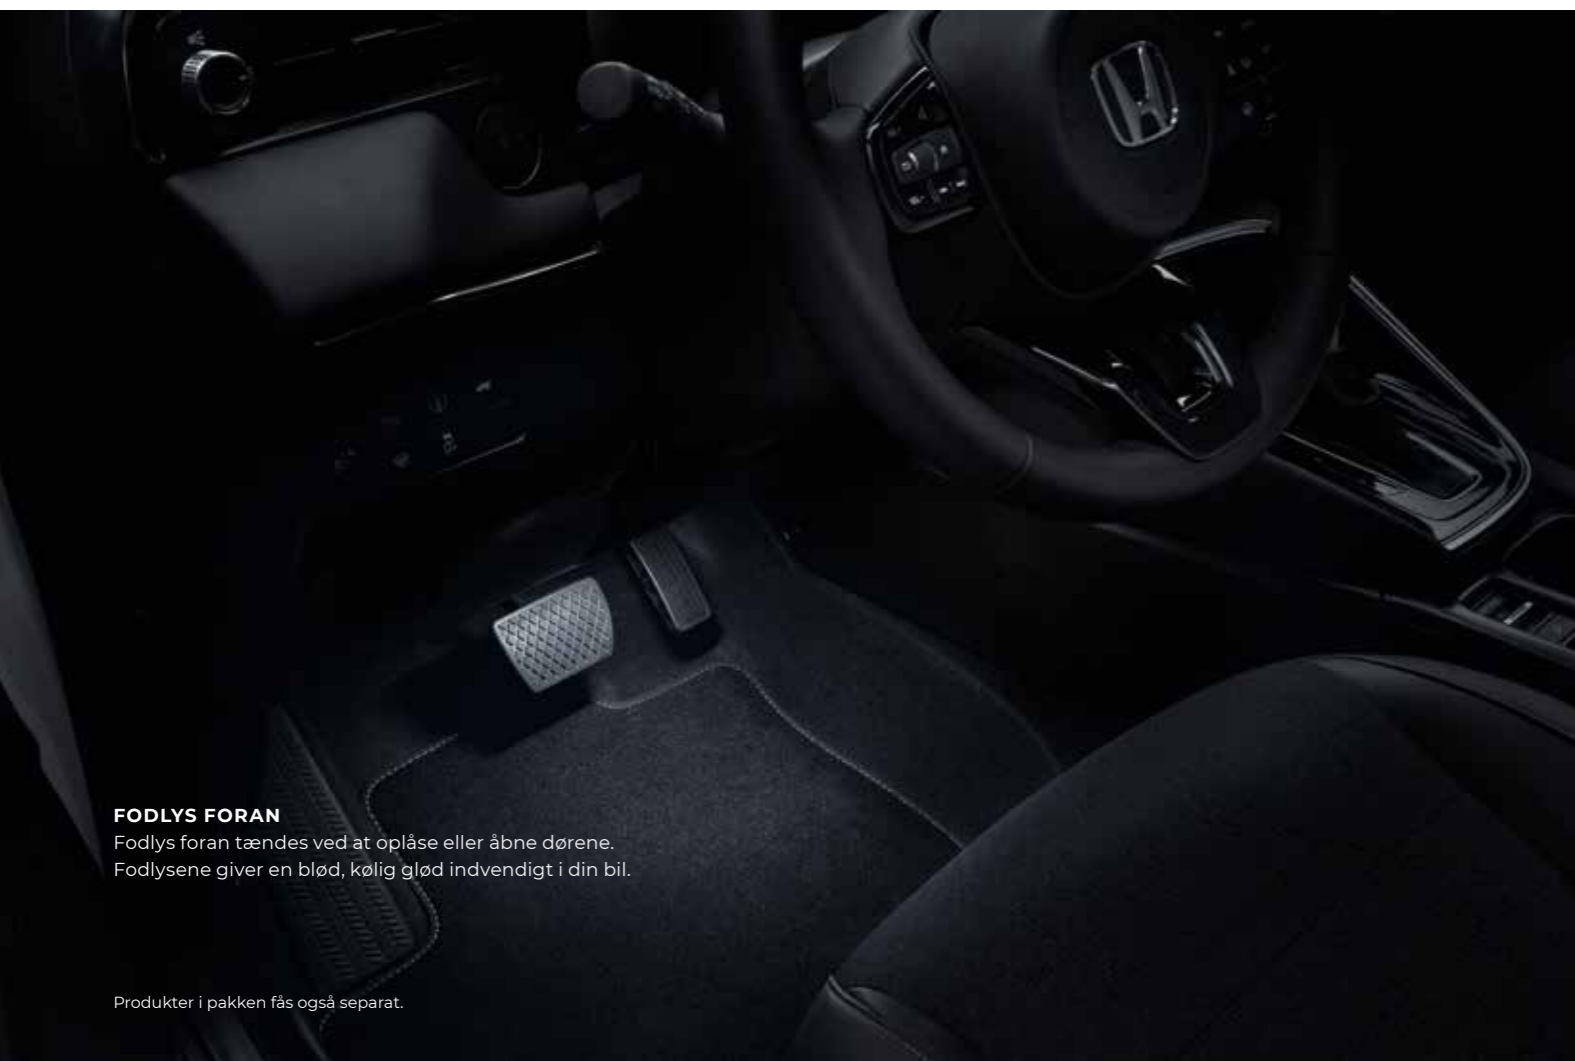 FODLYS FORAN
Fodlys foran tændes ved at oplåse eller åbne dørene.
Fodlysene giver en blød, kølig glød indvendigt i din bil.
Produkter i pakken fås også separat.